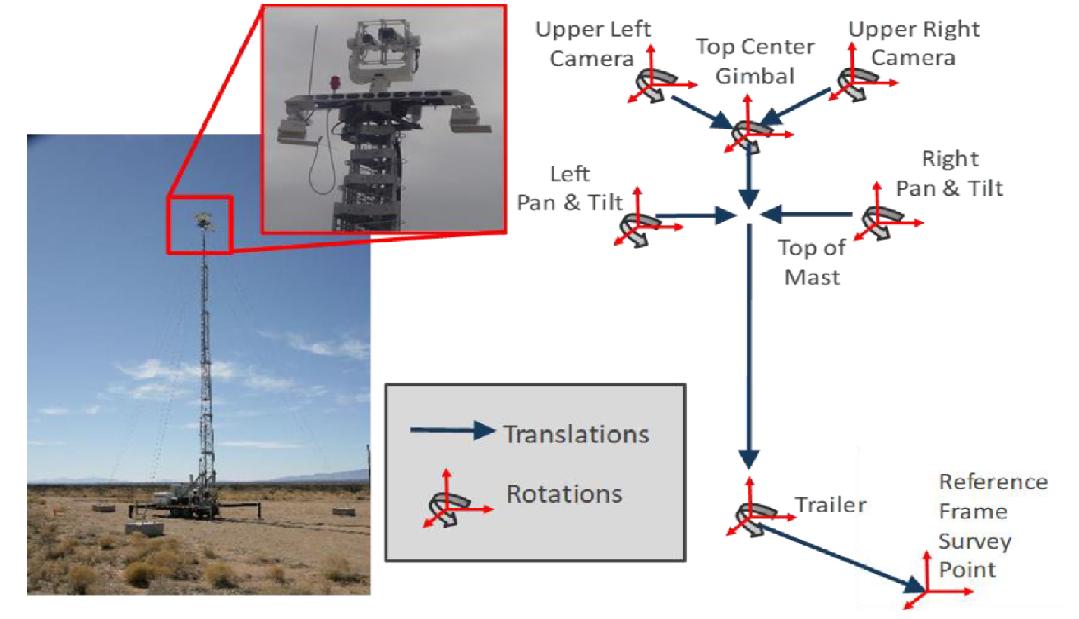 Upper Left
Camera
Top Center
Gimbal
Upper Right
Camera
Left
Pan & Tilt
Right
Pan & Tilt
Top of
Mast
Translations
Rotations
Trailer
Reference
Frame
Survey
Point